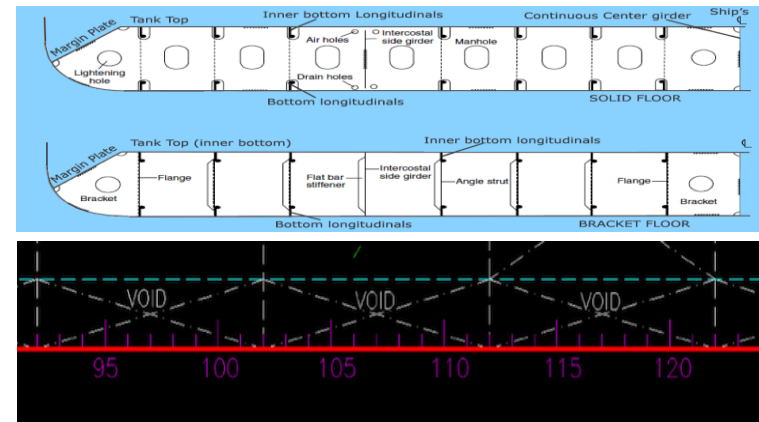 Inner bottom Longitudinals
Continuous Center girder
Ship's
℄
Tank Top
Margin Plate
Air holes
Intercostal
side girder
Manhole
Lightening
hole
Drain holes
Bottom longitudinals
SOLID FLOOR
Tank Top (inner bottom)
Inner bottom longitudinals
℄
Margin Plate
Flange
Flat bar
stiffener
Intercostal
side girder
Angle strut
Flange
Bracket
Bracket
Bottom longitudinals
BRACKET FLOOR
VOID VOID VOID
95 100 105 110 115 120